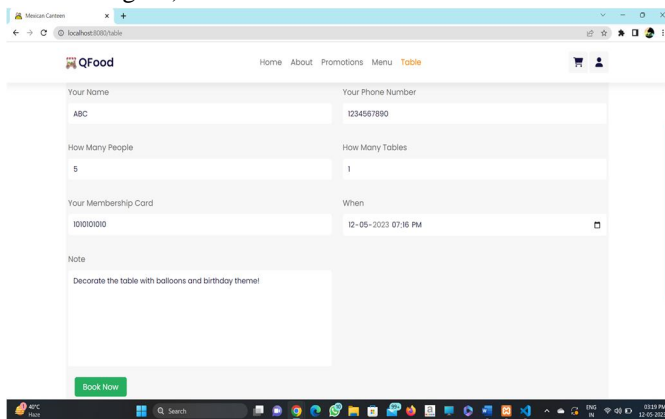 Mexican Canteen
localhost:8080/table
QFood
Home About Promotions Menu Table
Your Name Your Phone Number
ABC 1234567890
How Many People How Many Tables
5 1
Your Membership Card When
1010101010 12-05-2023 07:16 PM
Note
Decorate the table with balloons and birthday theme!
Book Now
40°C
Haze
Search
ENG
IN
03:19 PM
12-05-2023